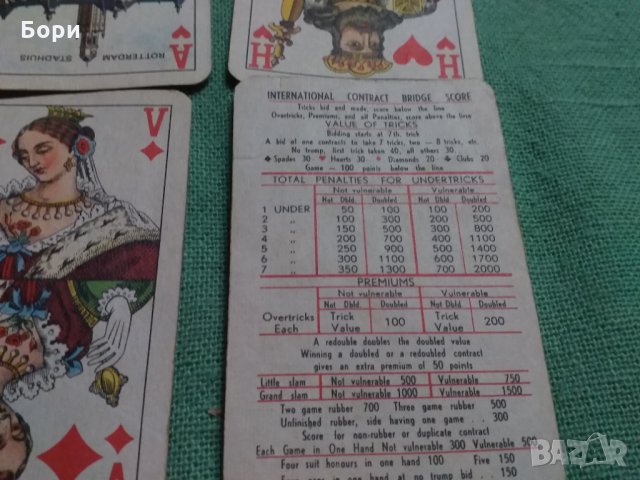 Бори
A
ROTTERDAM
STADHUIS
H
H
V
A
INTERNATIONAL CONTRACT BRIDGE SCORE
Tricks bid and made, score below the line
Overtricks, Premiums, and all Penalties, score above the line
VALUE OF TRICKS
Bidding starts at 7th. trick
A bid of one contracts to take 7 tricks, two — 8 tricks, etc.
No trump, first trick taken 40, all others 30.
♠ Spades 30 ♥ Hearts 30 ♦ Diamonds 20 ♣ Clubs 20
Game — 100 points below the line
TOTAL PENALTIES FOR UNDERTRICKS
Not vulnerable Vulnerable
Not Dbld. Doubled Not Dbld. Doubled
1 UNDER 50 100 100 200
2 " 100 300 200 500
3 " 150 500 300 800
4 " 200 700 400 1100
5 " 250 900 500 1400
6 " 300 1100 600 1700
7 " 350 1300 700 2000
PREMIUMS
Not vulnerable Vulnerable
Not Dbld. Doubled Not Dbld. Doubled
Overtricks Each Trick Value 100 Trick Value 200
A redouble doubles the doubled value
Winning a doubled or a redoubled contract
gives an extra premium of 50 points
Little slam Not vulnerable 500 Vulnerable 750
Grand slam Not vulnerable 1000 Vulnerable 1500
Two game rubber 700 Three game rubber 500
Unfinished rubber, side having one game . . 300
Score for non-rubber or duplicate contract
Each Game in One Hand Not vulnerable 300 Vulnerable 500
Four suit honours in one hand 100 Five 150
Four aces in one hand at no trump bid . . 150
BAZAR